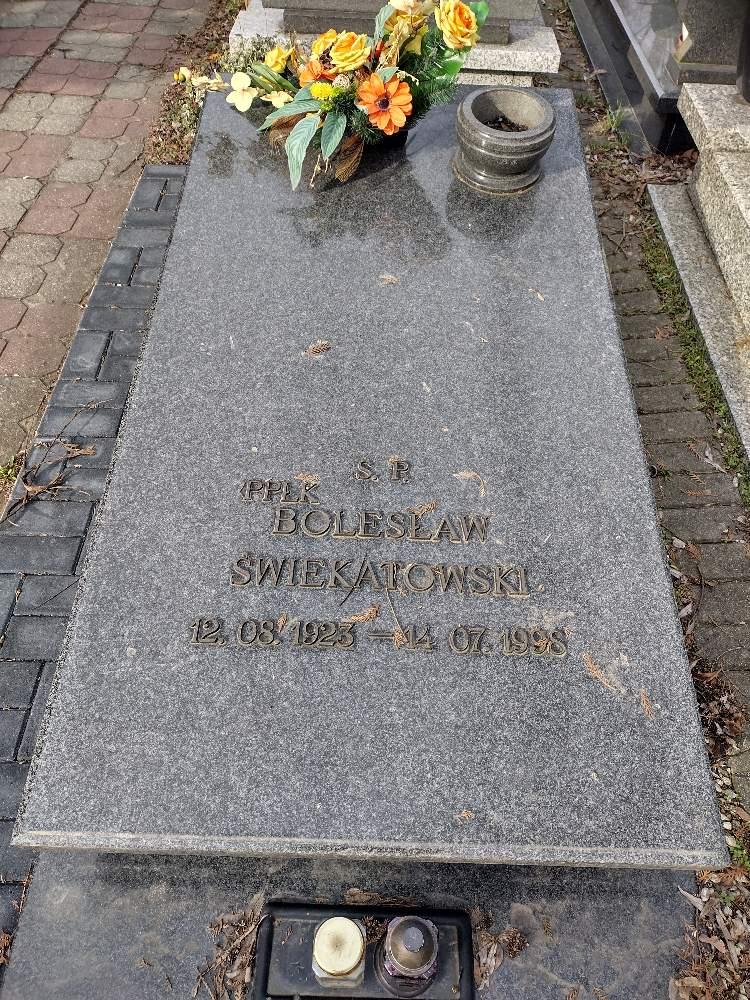 Ś. P.
PPŁK
BOLESŁAW
ŚWIEKATOWSKI
12. 08. 1923 — 14 07. 1998